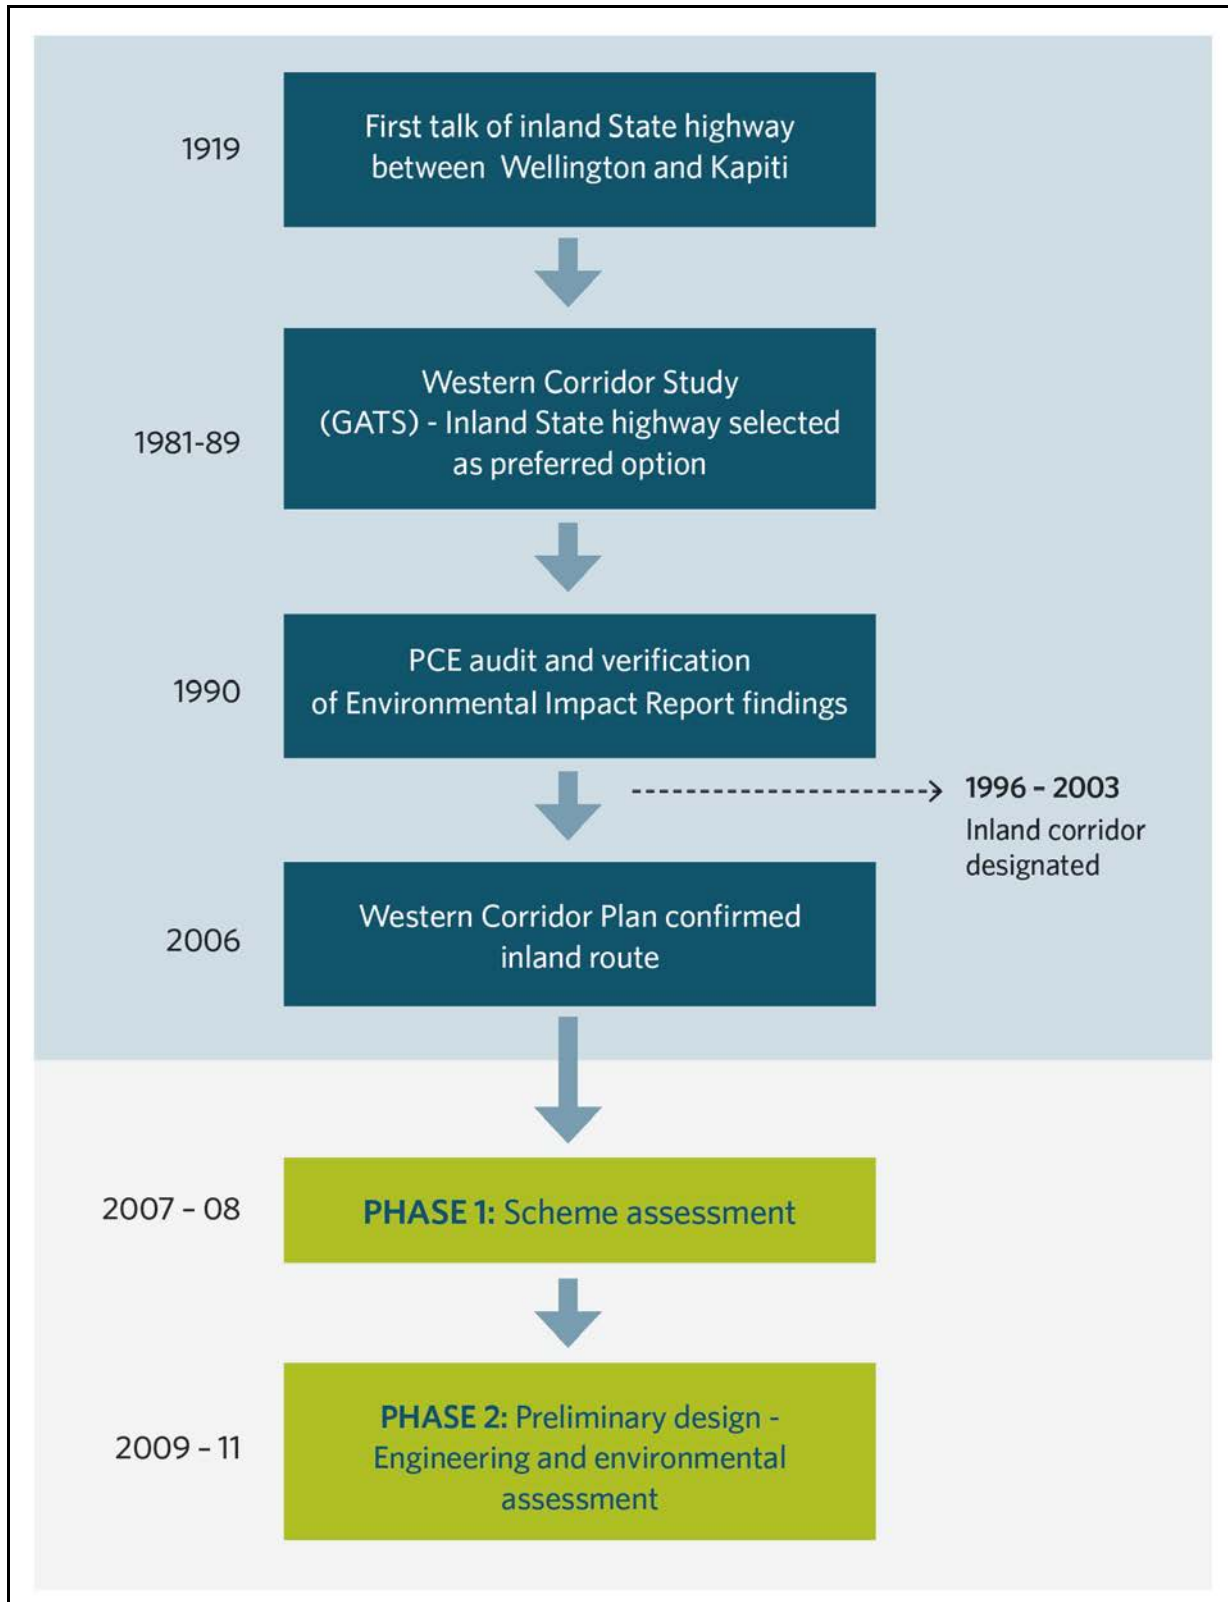 1919
First talk of inland State highway
between Wellington and Kapiti
1981-89
Western Corridor Study
(GATS) - Inland State highway selected
as preferred option
1990
PCE audit and verification
of Environmental Impact Report findings
1996 – 2003
Inland corridor
designated
2006
Western Corridor Plan confirmed
inland route
2007 – 08
PHASE 1: Scheme assessment
2009 – 11
PHASE 2: Preliminary design -
Engineering and environmental
assessment